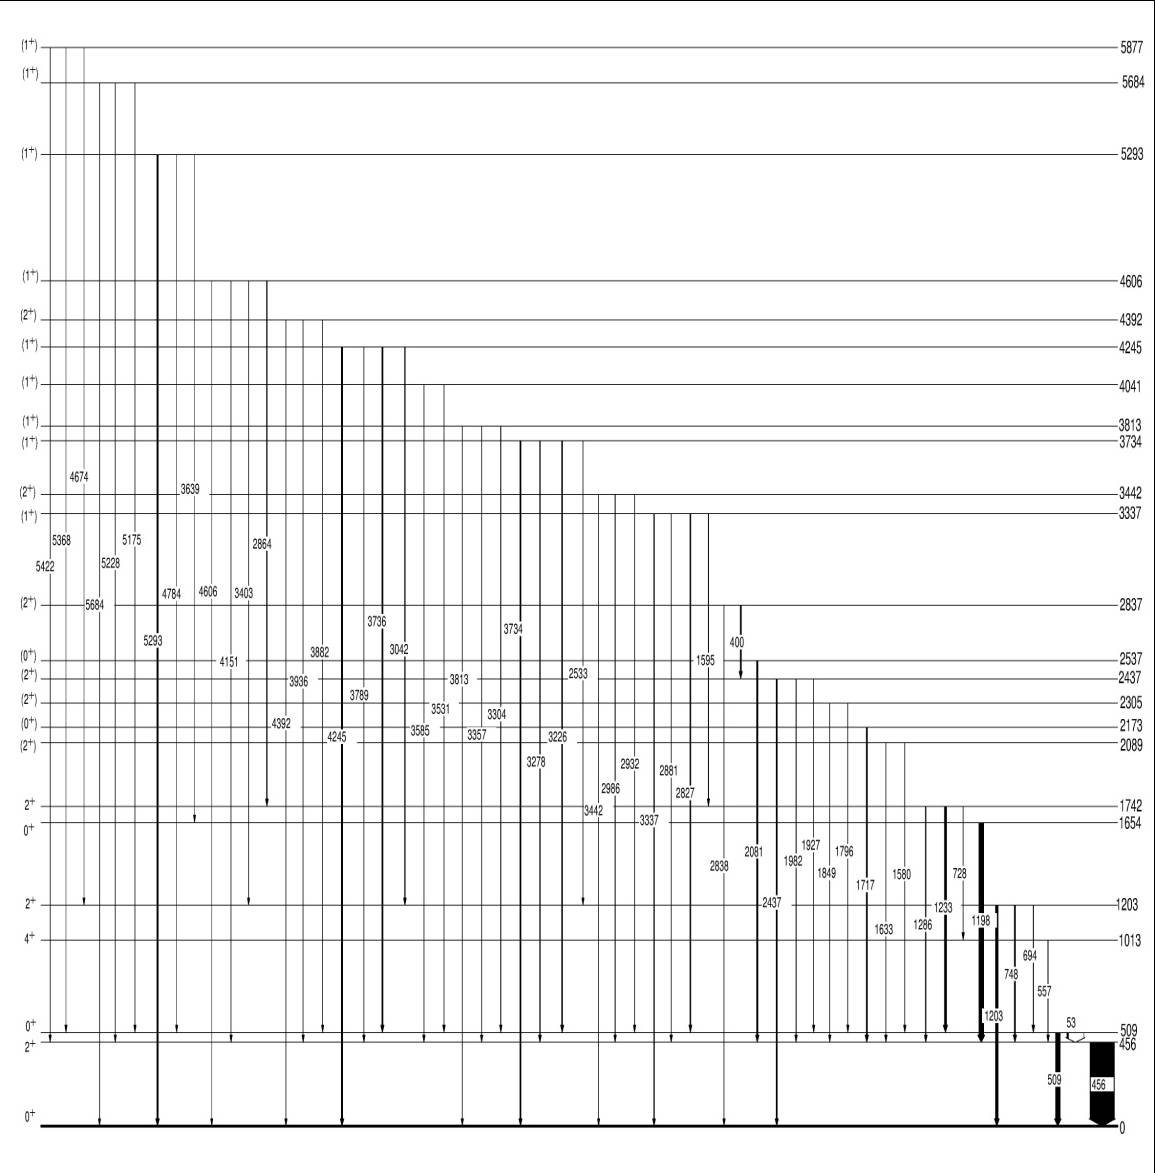 (1+) 5877
(1+) 5684
(1+) 5293
(1+) 4606
(2+) 4392
(1+) 4245
(1+) 4041
(1+) 3813
(1+) 3734
4674
3639
(2+) 3442
(1+) 3337
5368 5175 2864
5422 5228
4784 4606 3403
5684 (2+) 2837
3736 3734
5293 400
3882 3042
(0+) 4151 1595 2537
(2+) 3936 3813 2533 2437
3789
(2+) 3531 3304 2305
(0+) 4392 2173
3585 3357
4245 3226
(2+) 2089
3278 2932 2881
2986 2827
2+ 3442 1742
3337
0+ 1654
2081 1927 1796
2838 1982
1849 1580 728
1717
2+ 2437 1233 1203
1633 1286 1198
4+ 1013
694
748
557
1203
0+ 53 509
2+ 456
509 456
0+ 0